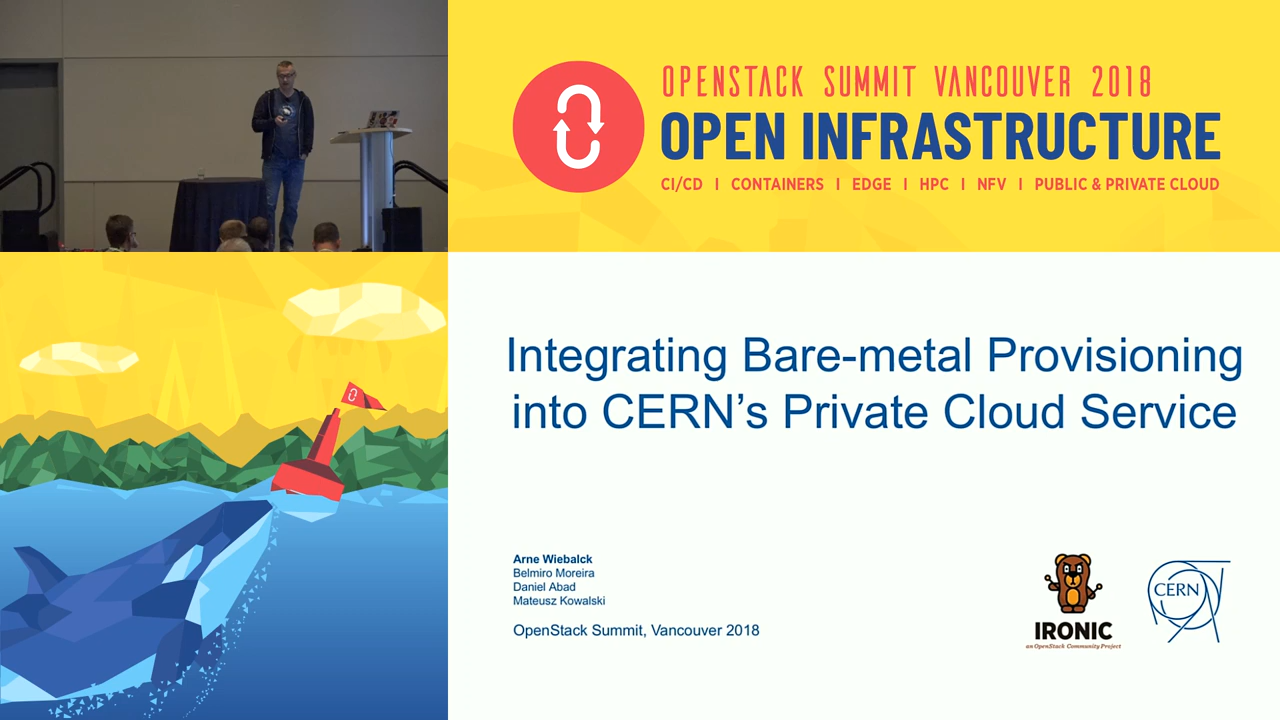 OPENSTACK SUMMIT VANCOUVER 2018
OPEN INFRASTRUCTURE
CI/CD I CONTAINERS I EDGE I HPC I NFV I PUBLIC & PRIVATE CLOUD
Integrating Bare-metal Provisioning
into CERN’s Private Cloud Service
Arne Wiebalck
Belmiro Moreira
Daniel Abad
Mateusz Kowalski
OpenStack Summit, Vancouver 2018
IRONIC
an OpenStack Community Project
CERN